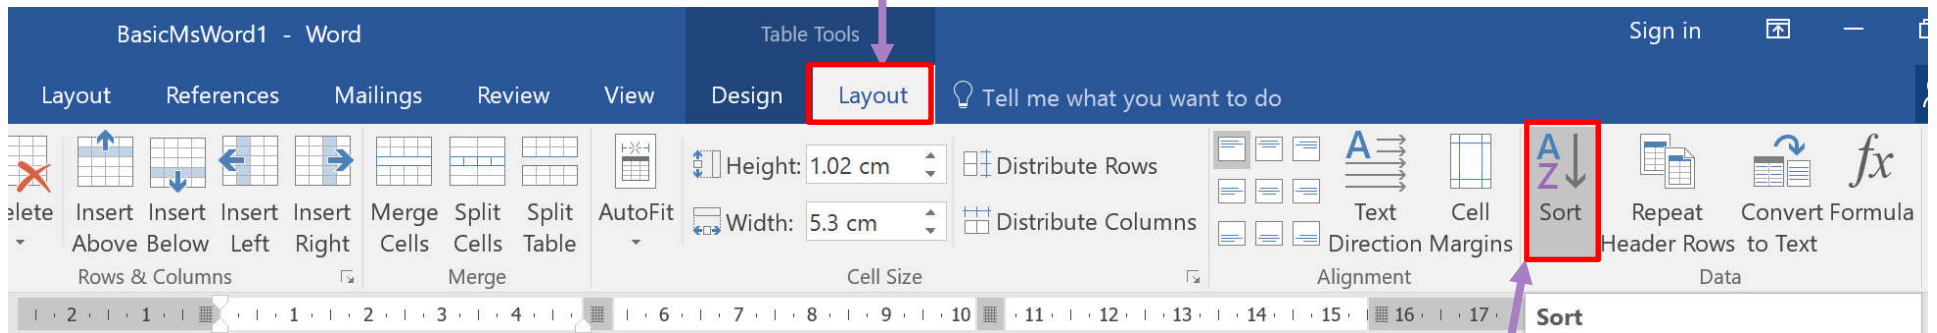 BasicMsWord1 - Word
Table Tools
Sign in
Layout References Mailings Review View Design Layout Tell me what you want to do
Height: 1.02 cm
Distribute Rows
Insert Above
Insert Below
Insert Left
Insert Right
Merge Cells
Split Cells
Split Table
AutoFit
Width: 5.3 cm
Distribute Columns
Text Direction
Cell Margins
A
Z
Sort
Repeat Header Rows
Convert to Text
fx
Formula
Rows & Columns
Merge
Cell Size
Alignment
Data
2 1 1 2 3 4 6 7 8 9 10 11 12 13 14 15 16 17
Sort